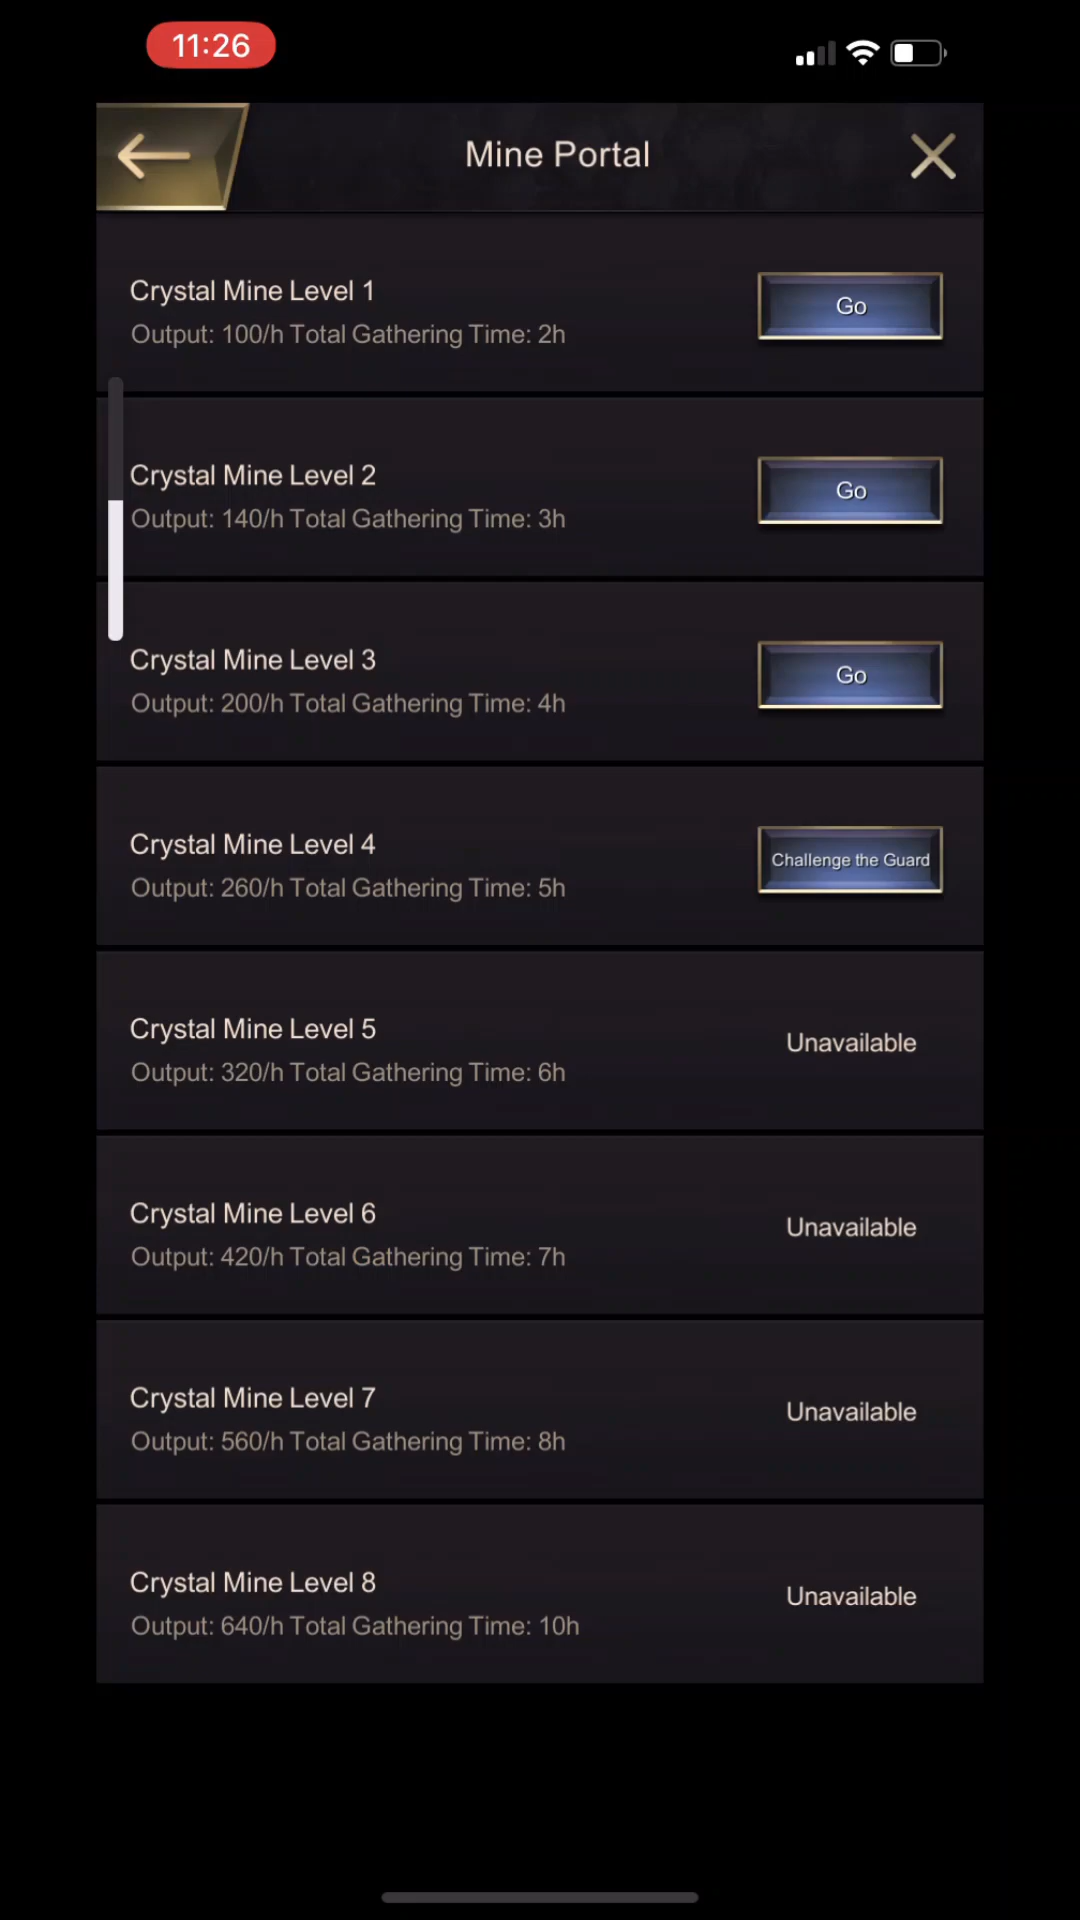 11:26
Mine Portal
Crystal Mine Level 1
Output: 100/h Total Gathering Time: 2h
Go
Crystal Mine Level 2
Output: 140/h Total Gathering Time: 3h
Go
Crystal Mine Level 3
Output: 200/h Total Gathering Time: 4h
Go
Crystal Mine Level 4
Output: 260/h Total Gathering Time: 5h
Challenge the Guard
Crystal Mine Level 5
Output: 320/h Total Gathering Time: 6h
Unavailable
Crystal Mine Level 6
Output: 420/h Total Gathering Time: 7h
Unavailable
Crystal Mine Level 7
Output: 560/h Total Gathering Time: 8h
Unavailable
Crystal Mine Level 8
Output: 640/h Total Gathering Time: 10h
Unavailable